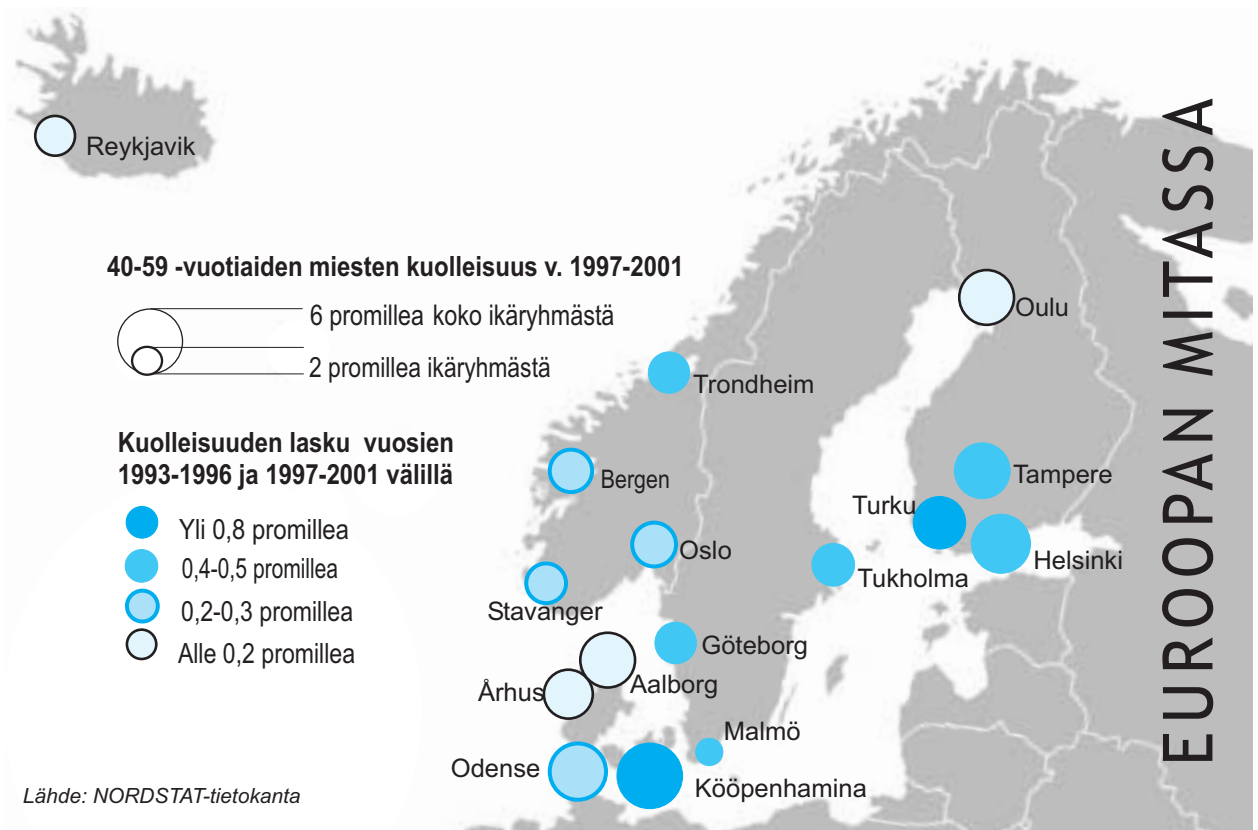 Reykjavik
40-59 -vuotiaiden miesten kuolleisuus v. 1997-2001
6 promillea koko ikäryhmästä
2 promillea ikäryhmästä
Kuolleisuuden lasku vuosien
1993-1996 ja 1997-2001 välillä
Yli 0,8 promillea
0,4-0,5 promillea
0,2-0,3 promillea
Alle 0,2 promillea
Oulu
Trondheim
Bergen
Tampere
Turku
Oslo
Helsinki
Tukholma
Stavanger
Göteborg
Aalborg
Århus
Malmö
Odense
Kööpenhamina
EUROOPAN MITASSA
Lähde: NORDSTAT-tietokanta